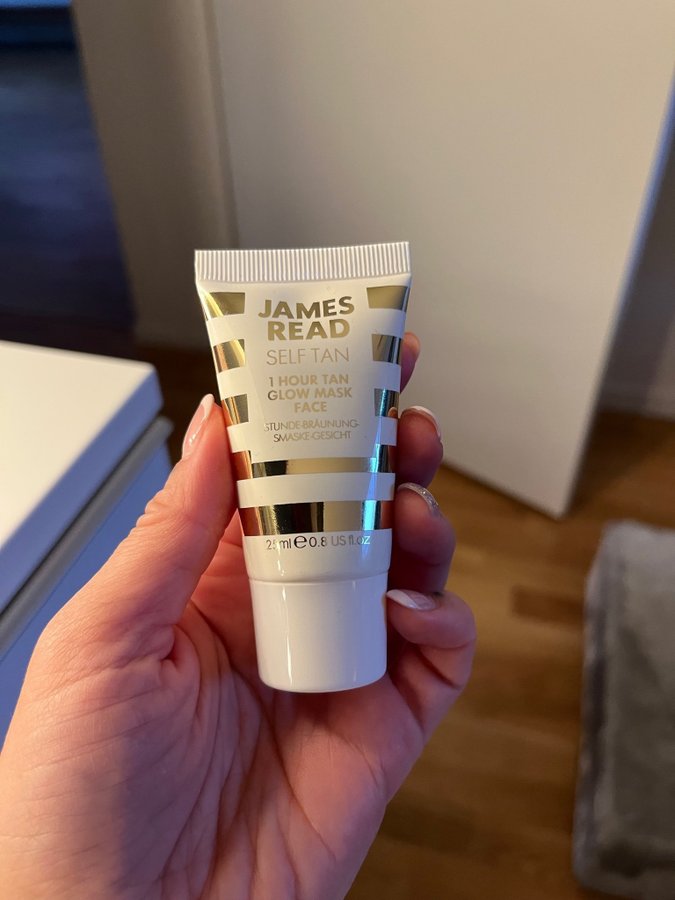 JAMES
READ
SELF TAN
1 HOUR TAN
GLOW MASK
FACE
STUNDE-BRÄUNUNG-
SMASKE-GESICHT
25ml e 0.8 US fl.oz